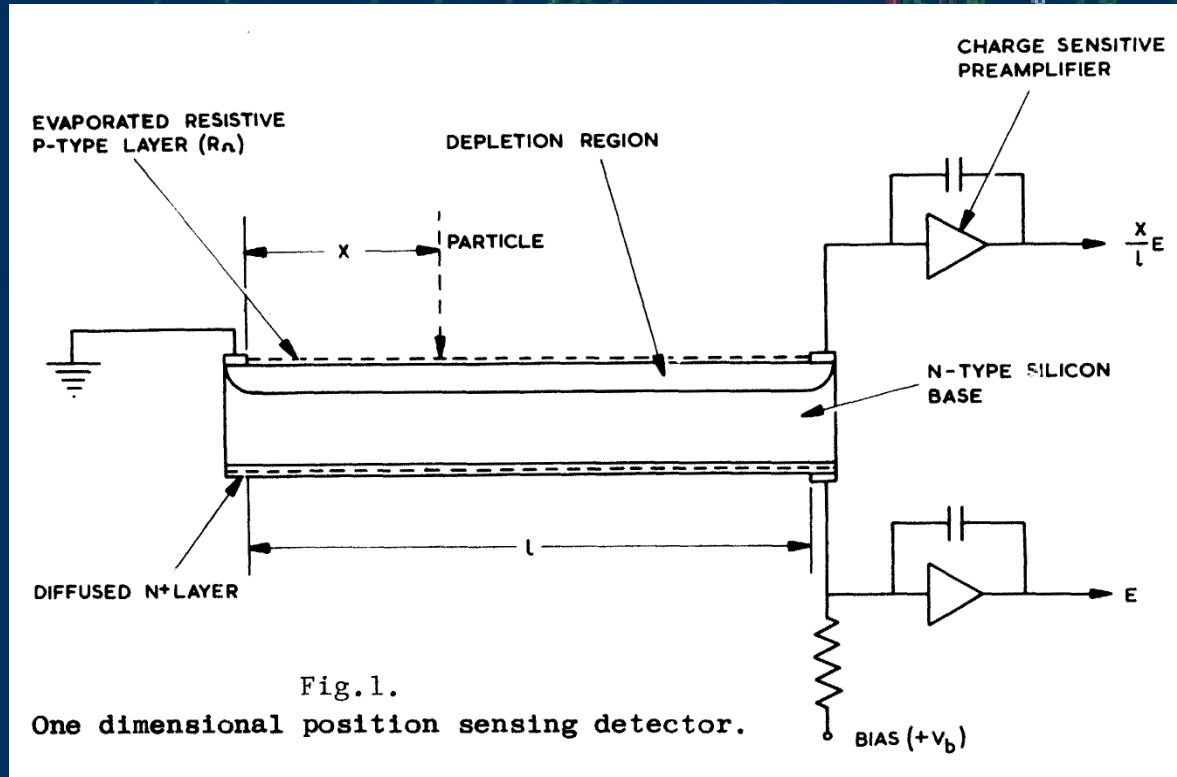 CHARGE SENSITIVE
PREAMPLIFIER
EVAPORATED RESISTIVE
P-TYPE LAYER (Rₙ)
DEPLETION REGION
X
PARTICLE
x/l E
N-TYPE SILICON
BASE
l
DIFFUSED N+ LAYER
E
Fig.1.
One dimensional position sensing detector.
BIAS (+Vb)